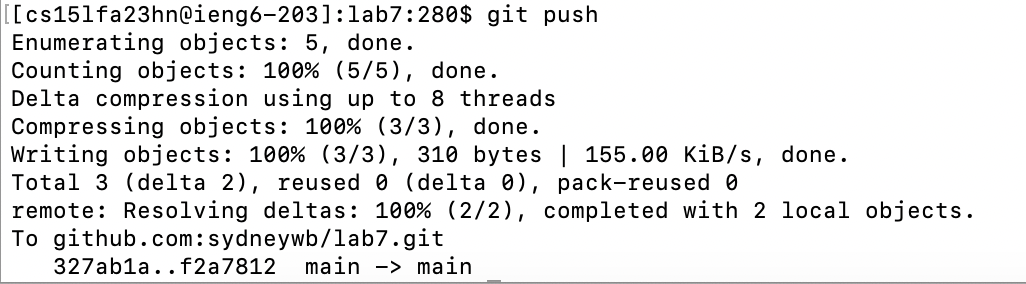 [[cs15lfa23hn@ieng6-203]:lab7:280$ git push
Enumerating objects: 5, done.
Counting objects: 100% (5/5), done.
Delta compression using up to 8 threads
Compressing objects: 100% (3/3), done.
Writing objects: 100% (3/3), 310 bytes | 155.00 KiB/s, done.
Total 3 (delta 2), reused 0 (delta 0), pack-reused 0
remote: Resolving deltas: 100% (2/2), completed with 2 local objects.
To github.com:sydneywb/lab7.git
   327ab1a..f2a7812  main -> main